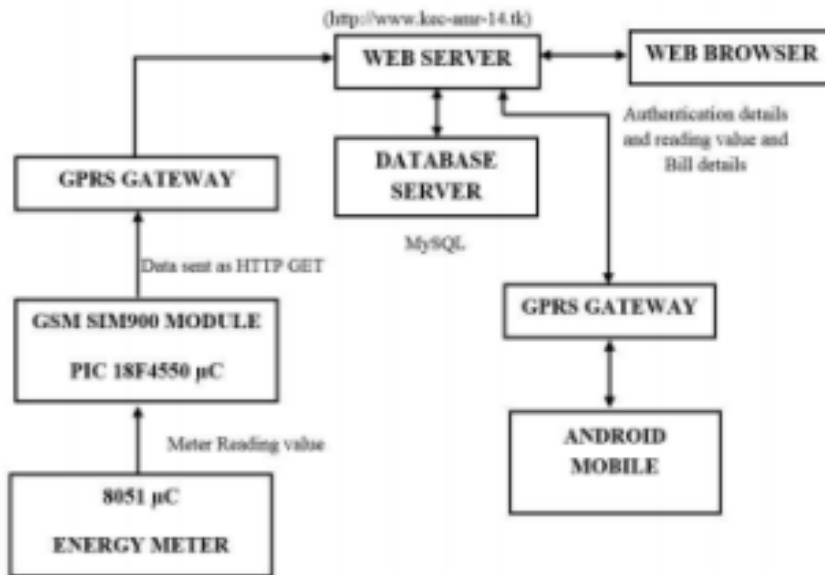 (http://www.kec-amr-14.tk)
WEB SERVER
WEB BROWSER
Authentication details
and reading value and
Bill details
DATABASE
SERVER
MySQL
GPRS GATEWAY
Data sent as HTTP GET
GSM SIM900 MODULE
PIC 18F4550 µC
Meter Reading value
8051 µC
ENERGY METER
GPRS GATEWAY
ANDROID
MOBILE